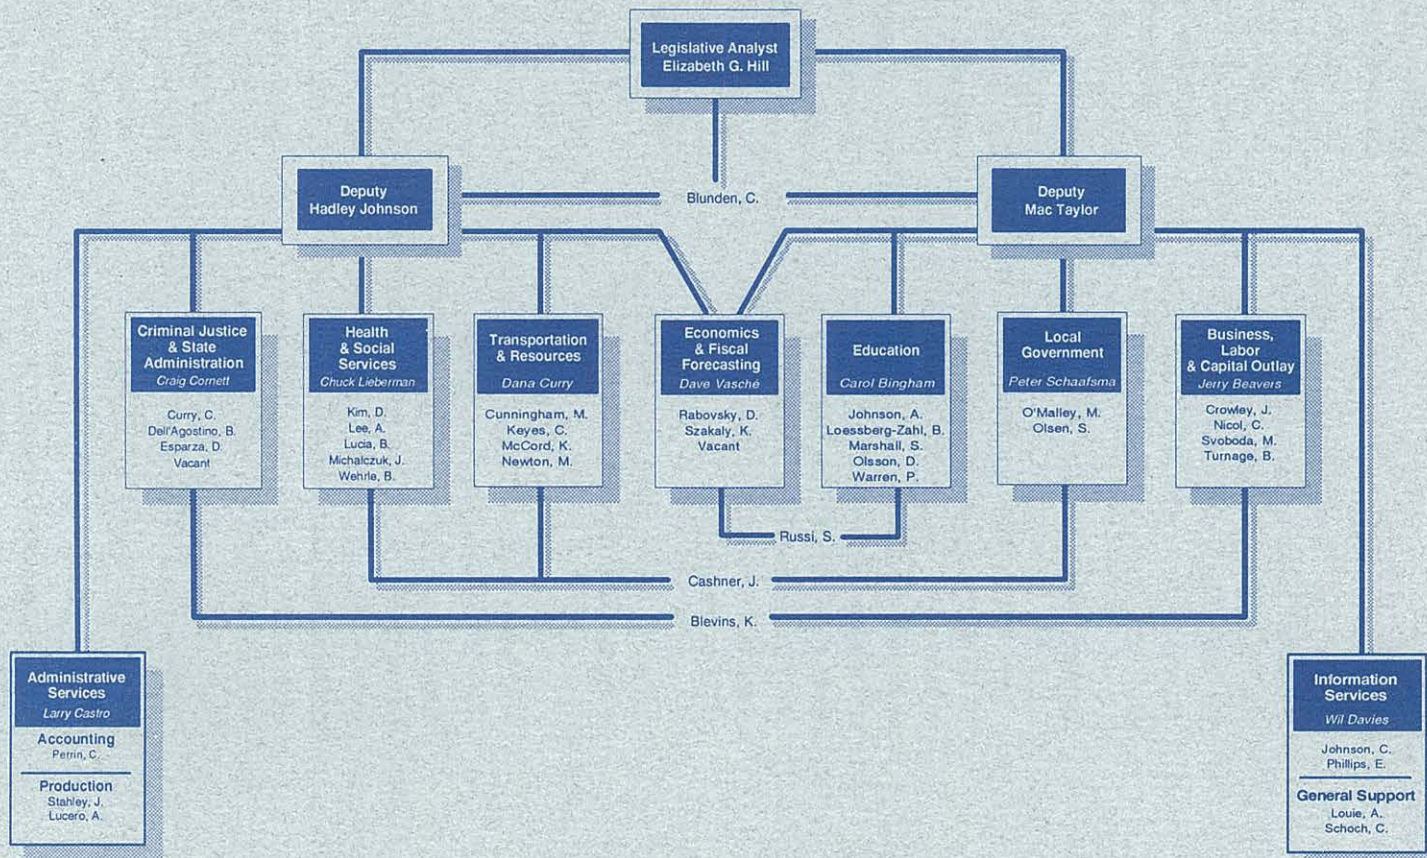 Legislative Analyst
Elizabeth G. Hill
Deputy
Hadley Johnson
Blunden, C.
Deputy
Mac Taylor
Criminal Justice
& State
Administration
Craig Cornett
Curry, C.
Dell'Agostino, B.
Esparza, D.
Vacant
Health
& Social
Services
Chuck Lieberman
Kim, D.
Lee, A.
Lucia, B.
Michalczuk, J.
Wehrle, B.
Transportation
& Resources
Dana Curry
Cunningham, M.
Keyes, C.
McCord, K.
Newton, M.
Economics
& Fiscal
Forecasting
Dave Vasché
Rabovsky, D.
Szakaly, K.
Vacant
Education
Carol Bingham
Johnson, A.
Loessberg-Zahl, B.
Marshall, S.
Olsson, D.
Warren, P.
Local
Government
Peter Schaafsma
O'Malley, M.
Olsen, S.
Business,
Labor
& Capital Outlay
Jerry Beavers
Crowley, J.
Nicol, C.
Svoboda, M.
Turnage, B.
Russi, S.
Cashner, J.
Blevins, K.
Administrative
Services
Larry Castro
Accounting
Perrin, C.
Production
Stahley, J.
Lucero, A.
Information
Services
Wil Davies
Johnson, C.
Phillips, E.
General Support
Louie, A.
Schoch, C.